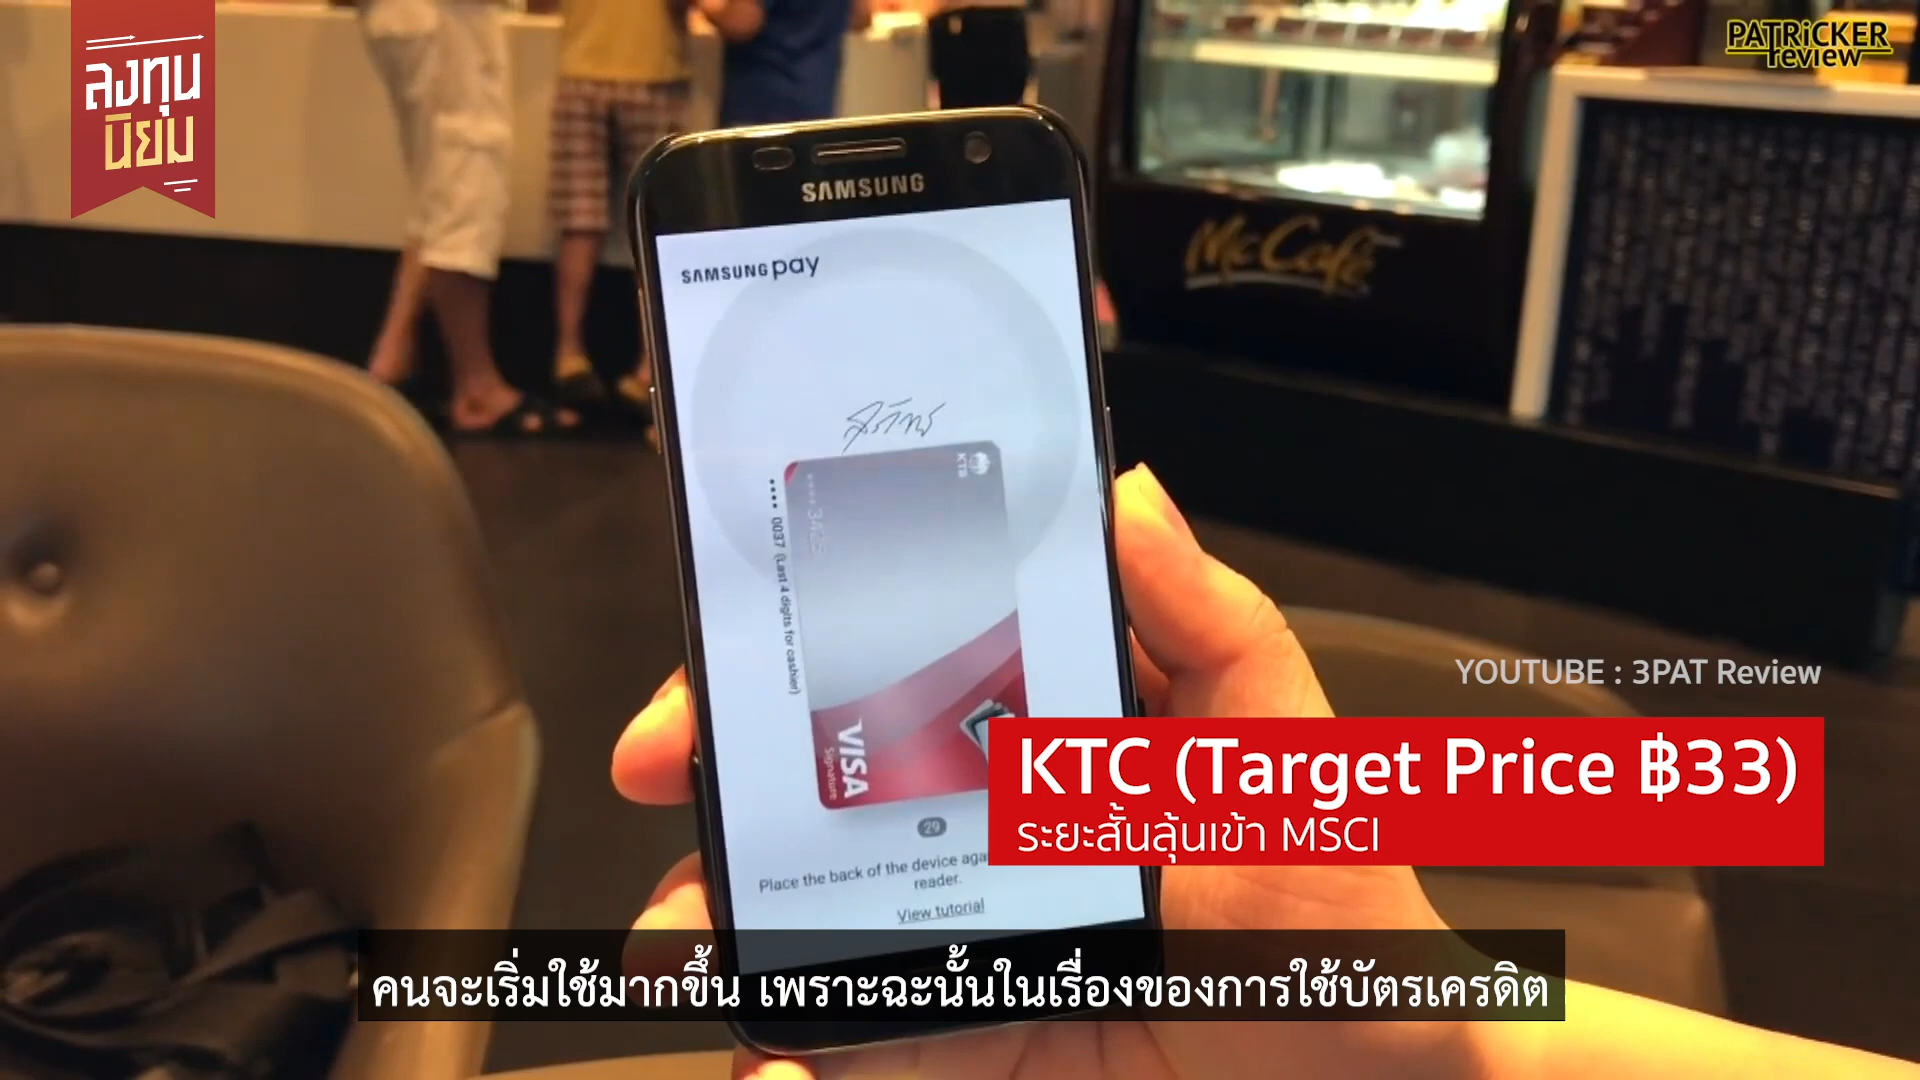 ลงทุน
นิยม
PATRiCKER
review
SAMSUNG
McCafé
SAMSUNG pay
KTB
•••• 0037 (Last 4 digits for cashier)
VISA
Signature
29
Place the back of the device aga
reader.
View tutorial
YOUTUBE : 3PAT Review
KTC (Target Price ฿33)
ระยะสั้นลุ้นเข้า MSCI
คนจะเริ่มใช้มากขึ้น เพราะฉะนั้นในเรื่องของการใช้บัตรเครดิต